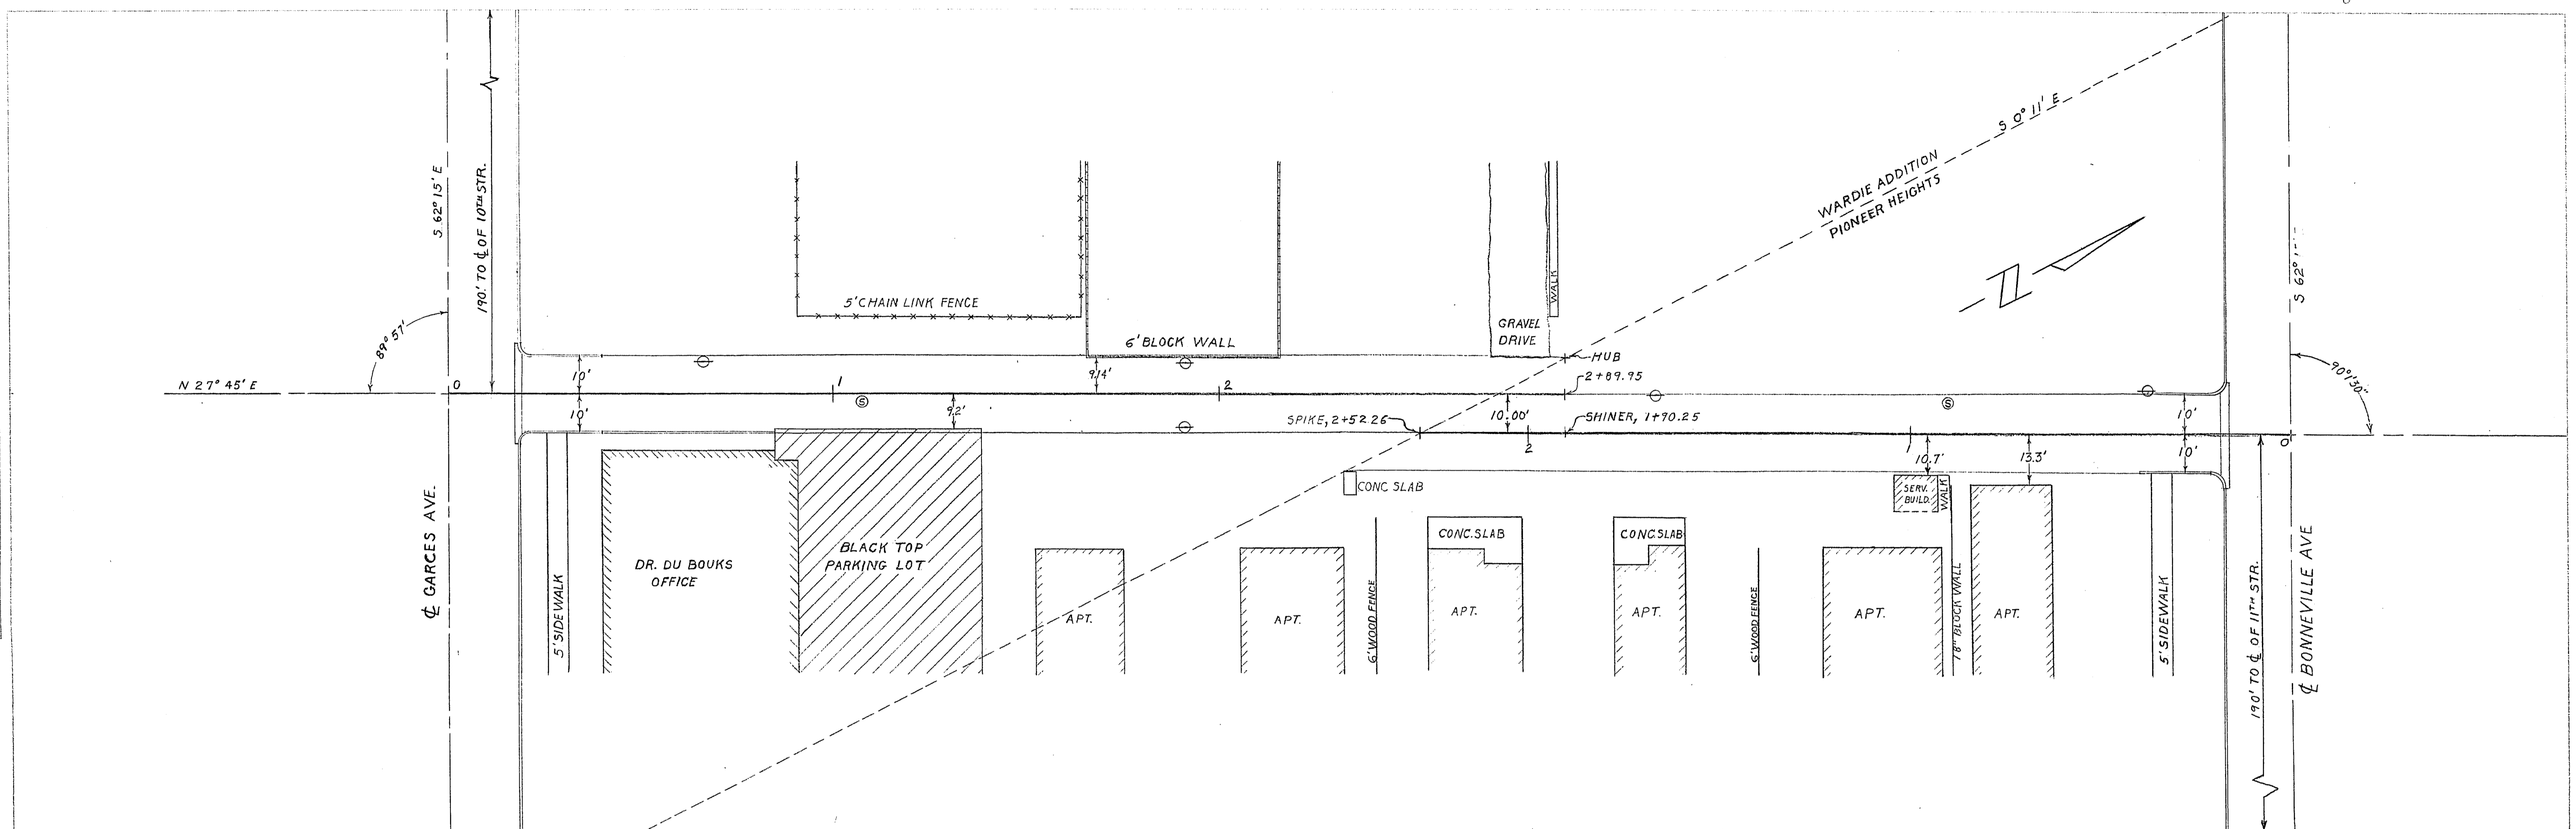 S 0° 11' E
WARDIE ADDITION
PIONEER HEIGHTS
S 62° 15' E
190.' TO ℄ OF 10TH STR.
S 62°
N
WALK
5' CHAIN LINK FENCE
GRAVEL
DRIVE
6' BLOCK WALL
HUB
89° 57'
90° 1' 30"
N 27° 45' E
0
10'
1
9.14'
2
2+89.95
10'
9.2'
SPIKE, 2+52.26
10.00'
SHINER, 1+90.25
10'
S
S
2
1
0
10.7'
13.3'
10'
CONC SLAB
SERV.
BUILD.
WALK
℄ GARCES AVE.
5' SIDEWALK
DR. DU BOUKS
OFFICE
BLACK TOP
PARKING LOT
APT.
APT.
6' WOOD FENCE
CONC. SLAB
APT.
CONC. SLAB
APT.
6' WOOD FENCE
APT.
18" BLOCK WALL
APT.
5' SIDEWALK
190' TO ℄ OF 11TH STR.
℄ BONNEVILLE AVE